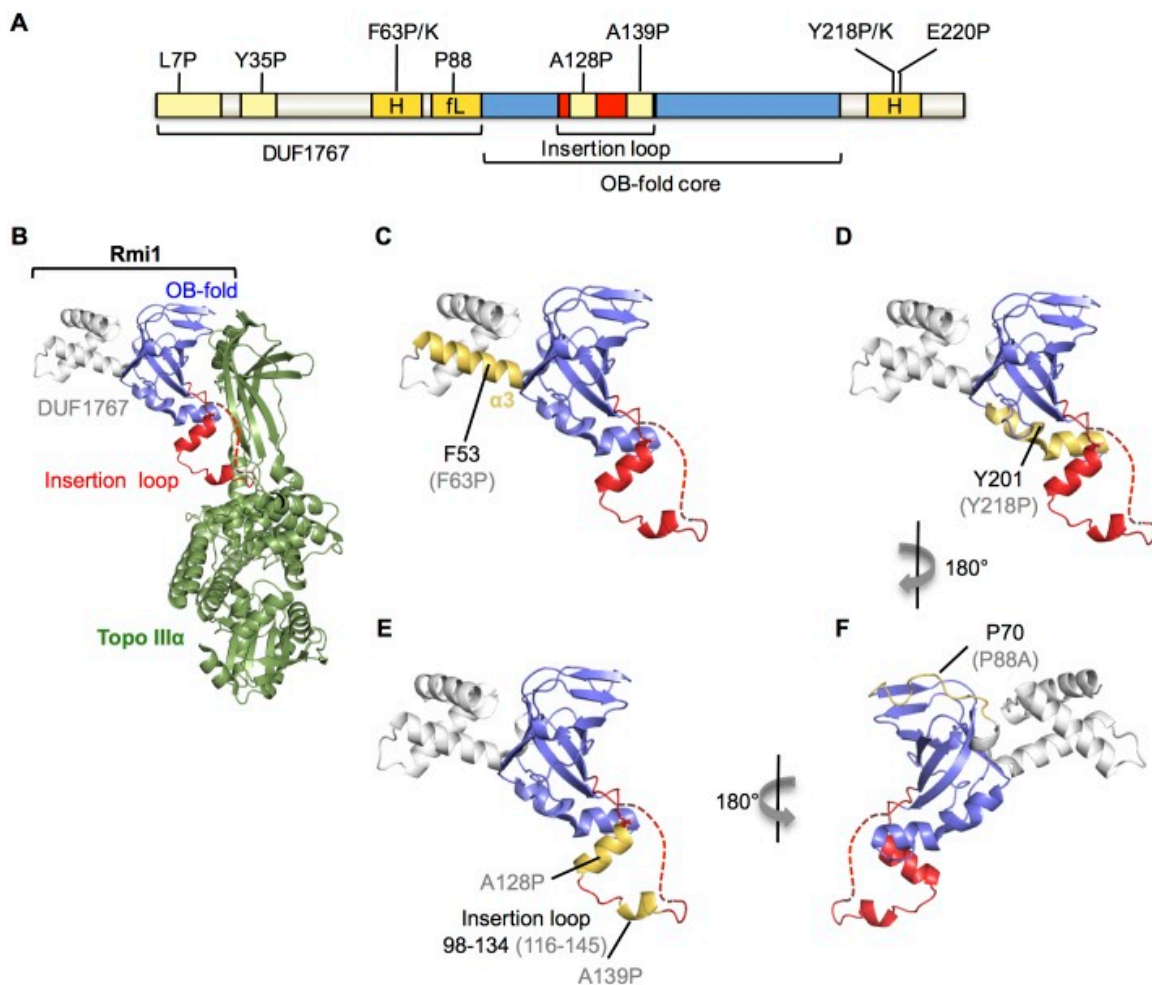 A
L7P
Y35P
F63P/K
P88
A128P
A139P
Y218P/K
E220P
H
fL
H
DUF1767
Insertion loop
OB-fold core
B
Rmi1
OB-fold
DUF1767
Insertion loop
Topo IIIα
C
α3
F53
(F63P)
D
Y201
(Y218P)
180°
E
A128P
Insertion loop
98-134 (116-145)
A139P
180°
F
P70
(P88A)